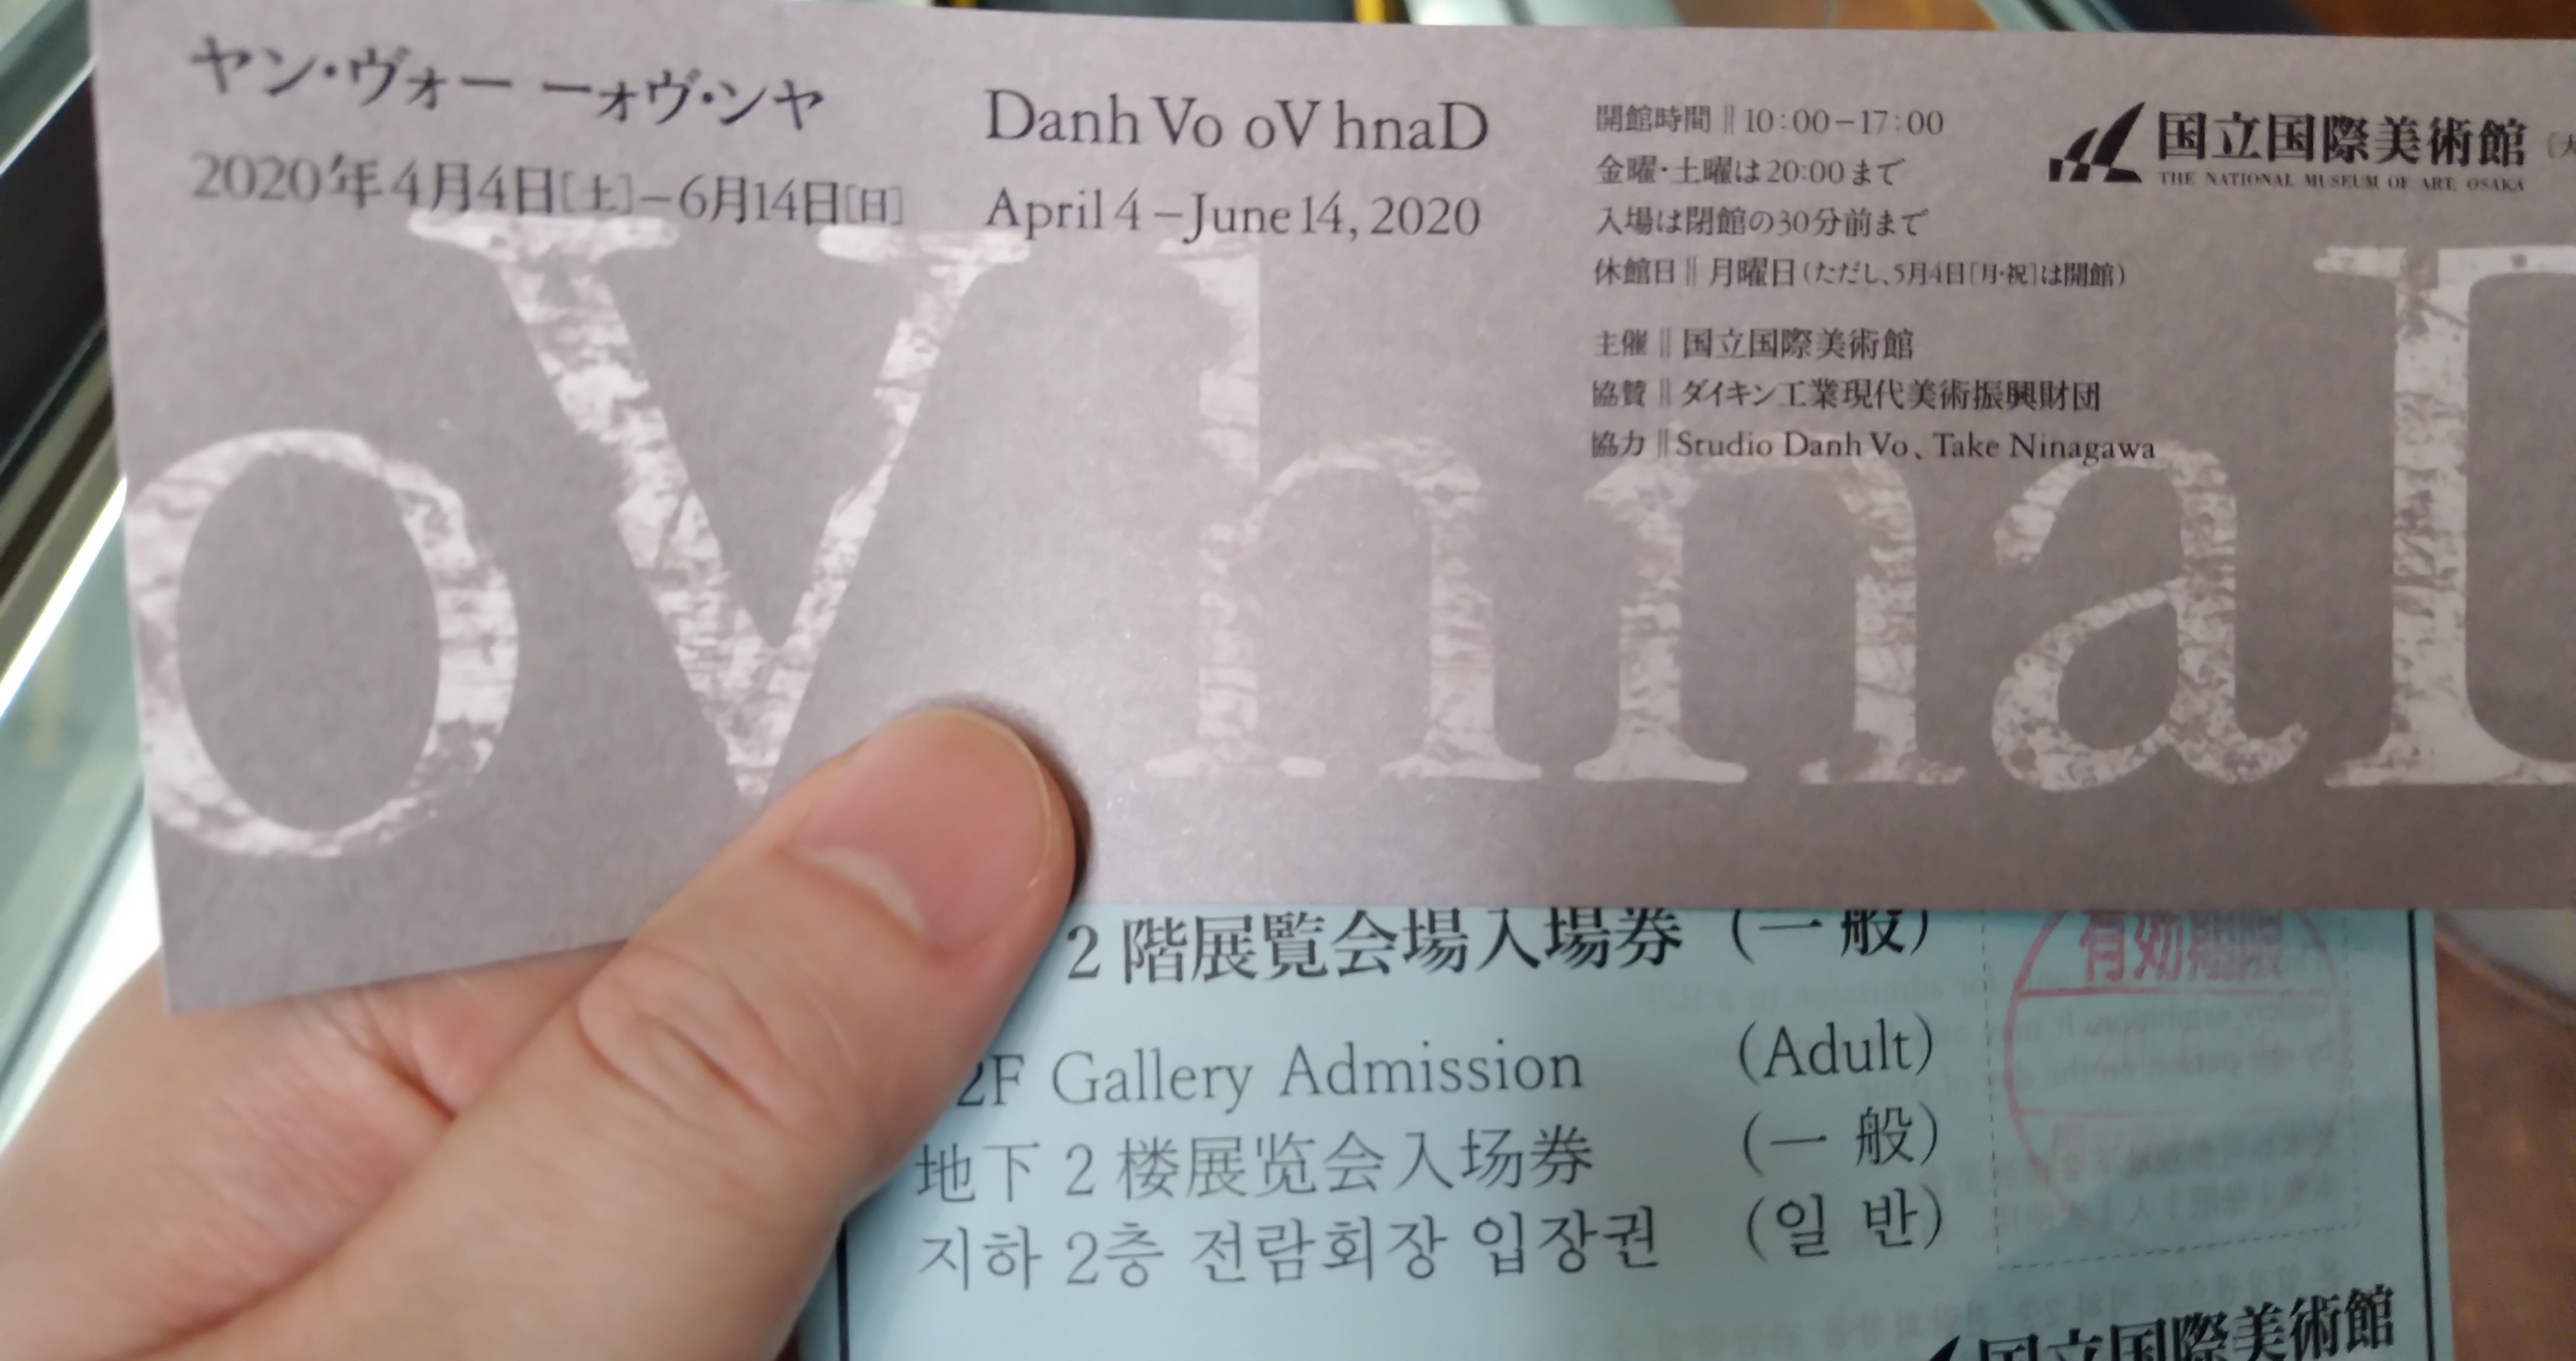 ヤン・ヴォー ーォヴ・ンヤ
2020年4月4日[土]–6月14日[日]
Danh Vo oV hnaD
April 4 – June 14, 2020
開館時間 ‖ 10:00–17:00
金曜・土曜は20:00まで
入場は閉館の30分前まで
休館日 ‖ 月曜日(ただし、5月4日[月・祝]は開館)
主催 ‖ 国立国際美術館
協賛 ‖ ダイキン工業現代美術振興財団
協力 ‖ Studio Danh Vo、Take Ninagawa
国立国際美術館
THE NATIONAL MUSEUM OF ART, OSAKA
oV hna
2階展覧会場入場券 (一般)
2F Gallery Admission (Adult)
地下2楼展览会入场券 (一 般)
지하 2층 전람회장 입장권 (일 반)
有効期限
国立国際美術館